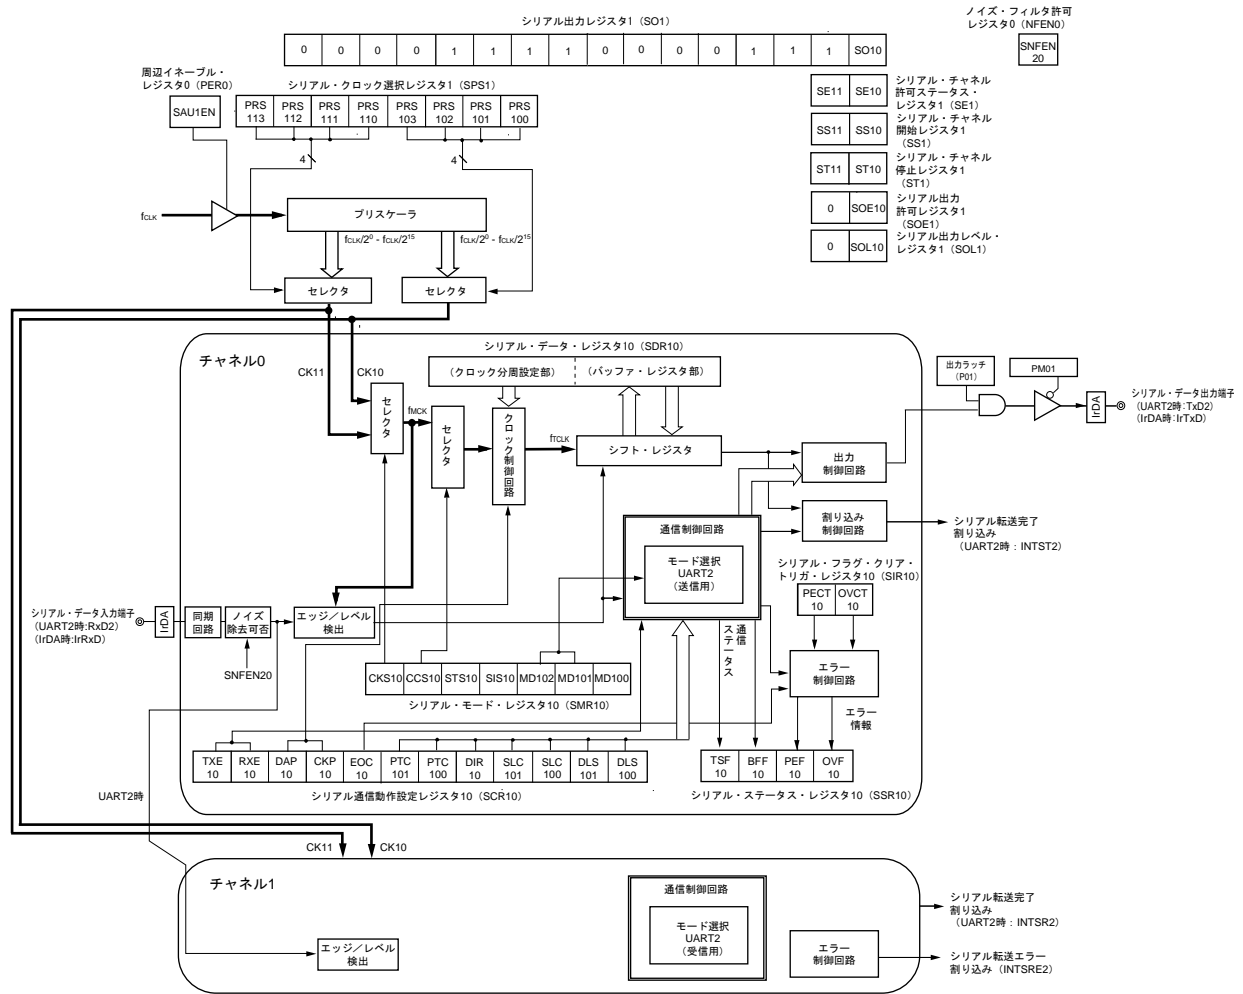 シリアル出力レジスタ1（SO1）
0 0 0 0 1 1 1 1 0 0 0 0 1 1 1 SO10
ノイズ・フィルタ許可
レジスタ0（NFEN0）
SNFEN
20
周辺イネーブル・
レジスタ0（PER0）
SAU1EN
シリアル・クロック選択レジスタ1（SPS1）
PRS
113
PRS
112
PRS
111
PRS
110
PRS
103
PRS
102
PRS
101
PRS
100
4
4
SE11 SE10
シリアル・チャネル
許可ステータス・
レジスタ1（SE1）
SS11 SS10
シリアル・チャネル
開始レジスタ1
（SS1）
ST11 ST10
シリアル・チャネル
停止レジスタ1
（ST1）
0 SOE10
シリアル出力
許可レジスタ1
（SOE1）
0 SOL10
シリアル出力レベル・
レジスタ1（SOL1）
fCLK
プリスケーラ
fCLK/2⁰ - fCLK/2¹⁵
fCLK/2⁰ - fCLK/2¹⁵
セレクタ
セレクタ
チャネル0
CK11
CK10
シリアル・データ・レジスタ10（SDR10）
（クロック分周設定部）
（バッファ・レジスタ部）
セレクタ
fMCK
セレクタ
クロック制御回路
fTCLK
シフト・レジスタ
出力ラッチ
（P01）
PM01
IrDA
シリアル・データ出力端子
（UART2時:TxD2）
（IrDA時:IrTxD）
出力
制御回路
割り込み
制御回路
シリアル転送完了
割り込み
（UART2時：INTST2）
通信制御回路
モード選択
UART2
（送信用）
シリアル・フラグ・クリア・
トリガ・レジスタ10（SIR10）
PECT
10
OVCT
10
シリアル・データ入力端子
（UART2時:RxD2）
（IrDA時:IrRxD）
IrDA
同期
回路
ノイズ
除去可否
エッジ／レベル
検出
SNFEN20
通信
ステータス
エラー
制御回路
エラー
情報
CKS10 CCS10 STS10 SIS10 MD102 MD101 MD100
シリアル・モード・レジスタ10（SMR10）
TXE
10
RXE
10
DAP
10
CKP
10
EOC
10
PTC
101
PTC
100
DIR
10
SLC
101
SLC
100
DLS
101
DLS
100
シリアル通信動作設定レジスタ10（SCR10）
TSF
10
BFF
10
PEF
10
OVF
10
シリアル・ステータス・レジスタ10（SSR10）
UART2時
CK11
CK10
チャネル1
通信制御回路
モード選択
UART2
（受信用）
エッジ／レベル
検出
エラー
制御回路
シリアル転送完了
割り込み
（UART2時：INTSR2）
シリアル転送エラー
割り込み（INTSRE2）